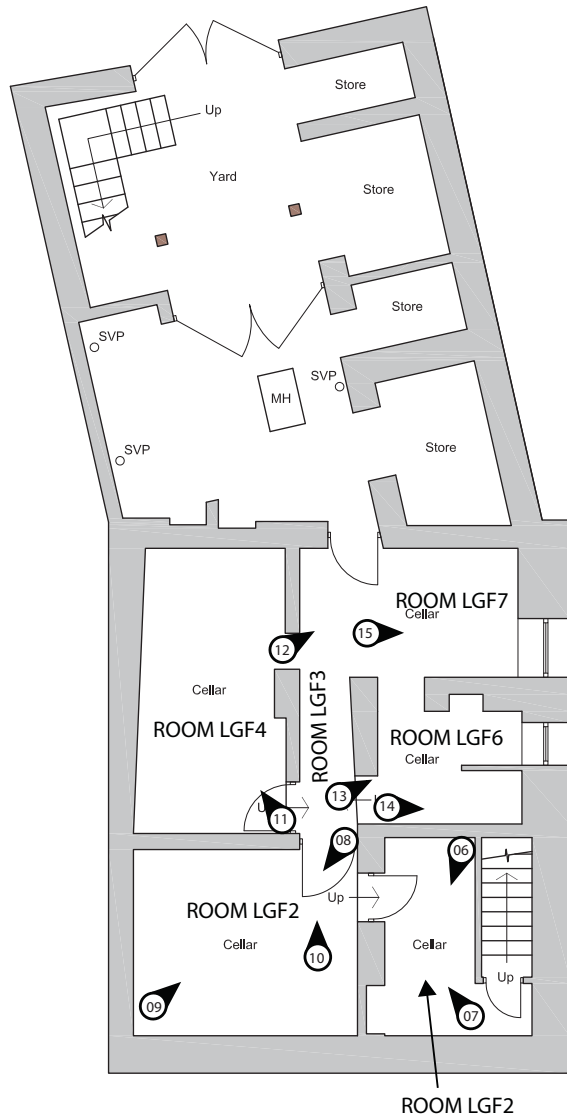 Store
Up
Yard
Store
Store
SVP
SVP
MH
SVP
Store
ROOM LGF7
Cellar
15
12
ROOM LGF3
Cellar
ROOM LGF4
ROOM LGF6
Cellar
13
14
11
08
06
Up
ROOM LGF2
Cellar
Cellar
10
Up
09
07
ROOM LGF2